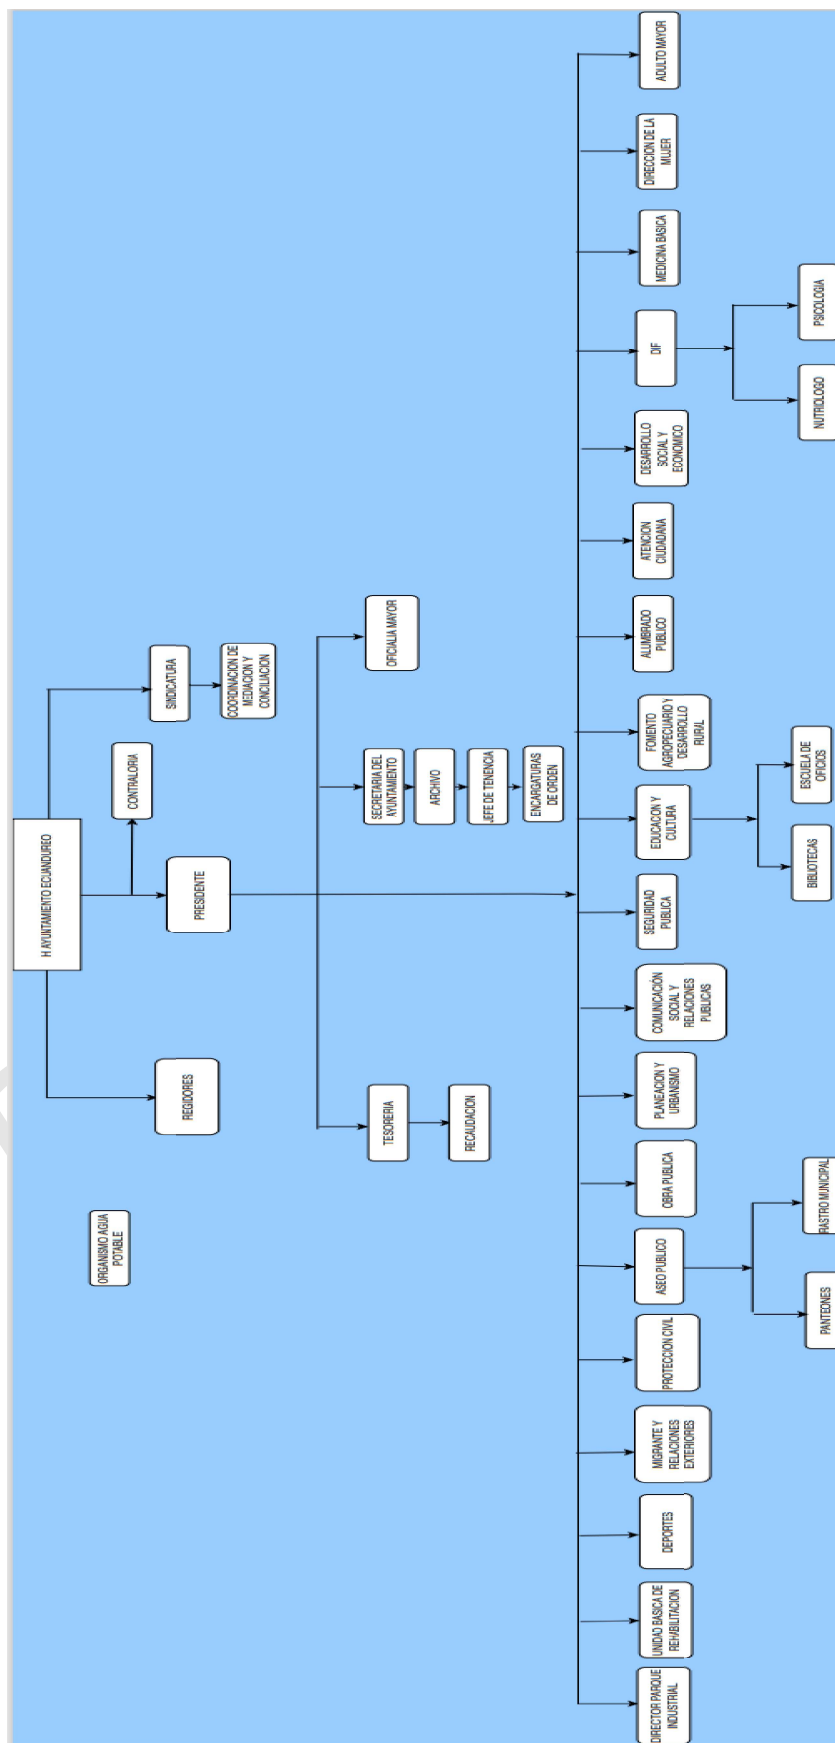 H AYUNTAMIENTO ECUANDUREO
ORGANISMO AGUA
POTABLE
REGIDORES
CONTRALORIA
SINDICATURA
COORDINACION DE
MEDIACION Y
CONCILIACION
PRESIDENTE
TESORERIA
RECAUDACION
SECRETARIA DEL
AYUNTAMIENTO
ARCHIVO
JEFE DE TENENCIA
ENCARGATURAS
DE ORDEN
OFICIALIA MAYOR
DIRECTOR PARQUE
INDUSTRIAL
UNIDAD BASICA DE
REHABILITACION
DEPORTES
MIGRANTE Y
RELACIONES
EXTERIORES
PROTECCION CIVIL
ASEO PUBLICO
OBRA PUBLICA
PLANEACION Y
URBANISMO
COMUNICACIÓN
SOCIAL Y
RELACIONES
PUBLICAS
SEGURIDAD
PUBLICA
EDUCACION Y
CULTURA
FOMENTO
AGROPECUARIO Y
DESARROLLO
RURAL
ALUMBRADO
PUBLICO
ATENCION
CIUDADANA
DESARROLLO
SOCIAL Y
ECONOMICO
DIF
MEDICINA BASICA
DIRECCION DE LA
MUJER
ADULTO MAYOR
PANTEONES
RASTRO MUNICIPAL
BIBLIOTECAS
ESCUELA DE
OFICIOS
NUTRIOLOGO
PSICOLOGIA